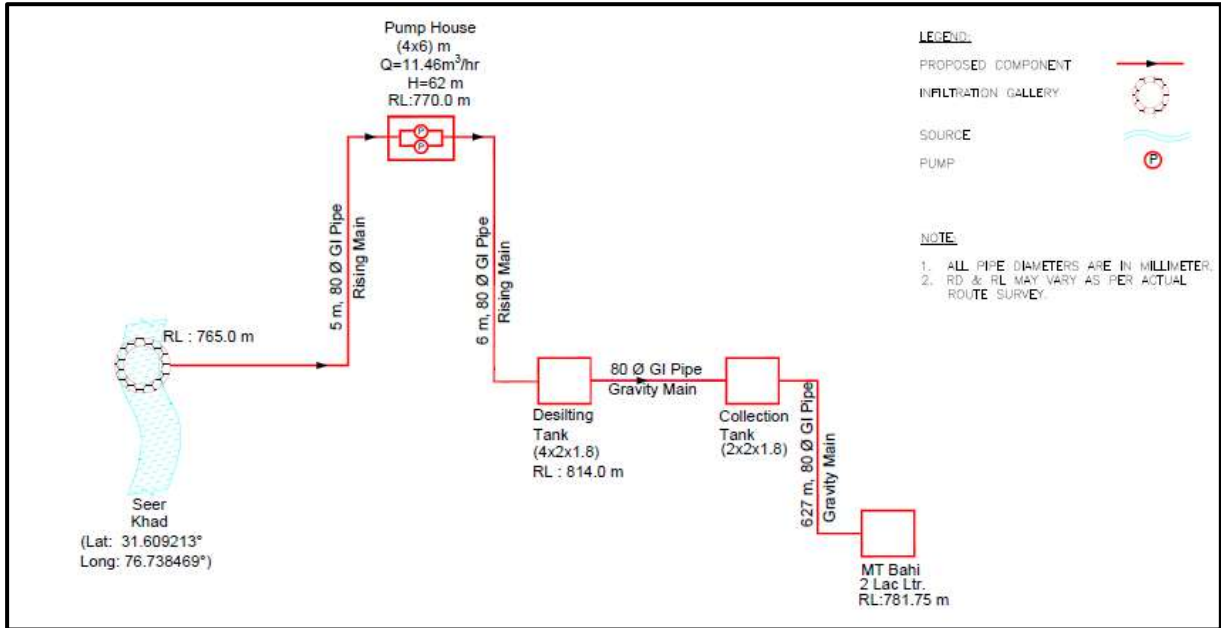 Pump House
(4x6) m
Q=11.46m³/hr
H=62 m
RL:770.0 m
P
P
5 m, 80 Ø GI Pipe
Rising Main
6 m, 80 Ø GI Pipe
Rising Main
RL : 765.0 m
Seer
Khad
(Lat: 31.609213°
Long: 76.738469°)
Desilting
Tank
(4x2x1.8)
RL : 814.0 m
80 Ø GI Pipe
Gravity Main
Collection
Tank
(2x2x1.8)
627 m, 80 Ø GI Pipe
Gravity Main
MT Bahi
2 Lac Ltr.
RL:781.75 m
LEGEND:
PROPOSED COMPONENT
INFILTRATION GALLERY
SOURCE
PUMP
P
NOTE:
1. ALL PIPE DIAMETERS ARE IN MILLIMETER.
2. RD & RL MAY VARY AS PER ACTUAL
ROUTE SURVEY.